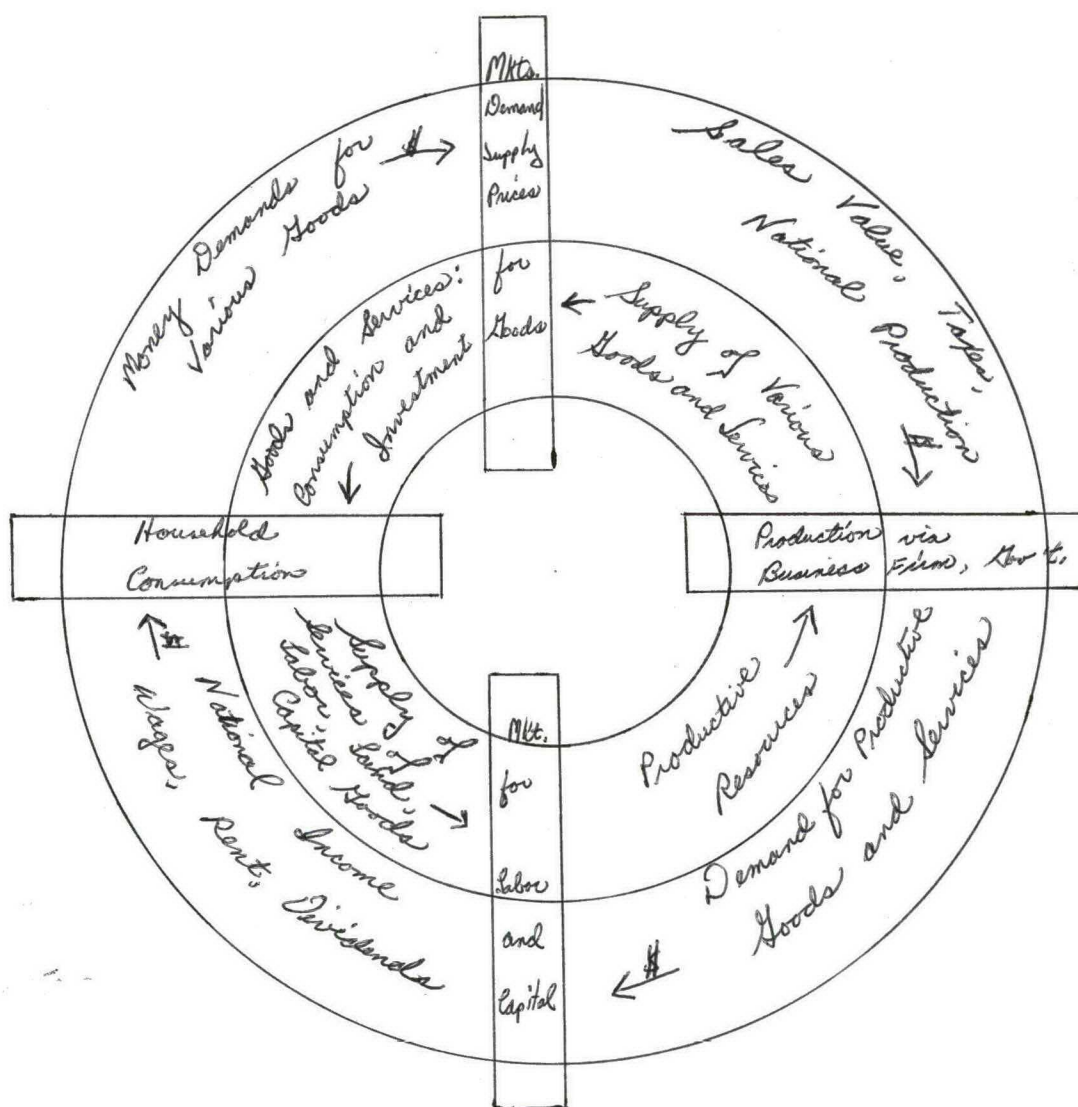 Mkts.
Demand
Supply
Prices
for
Goods
Money Demands for
Various Goods
$
Sales Value, Taxes,
National Production
$
Goods and Services:
Consumption and
Investment
Supply of Various
Goods and Services
Household
Consumption
Production via
Business Firm, Gov't.
Supply of
Services of
Labor, Land,
Capital Goods
$
National Income
Wages, Rent, Dividends
Mkt.
for
Labor
and
Capital
Productive
Resources
Demand for Productive
Goods and Services
$